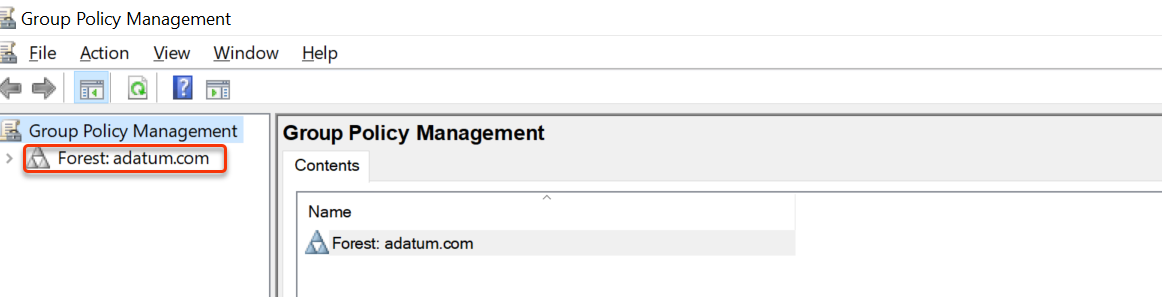 Group Policy Management
File Action View Window Help
Group Policy Management
Forest: adatum.com
Group Policy Management
Contents
Name
Forest: adatum.com